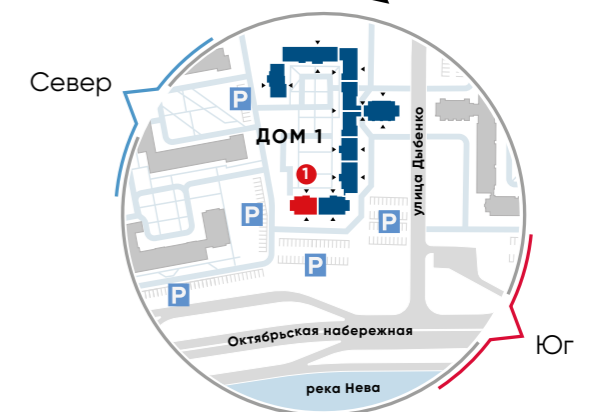 Север
P
ДОМ 1
1
улица Дыбенко
P
P
P
P
Октябрьская набережная
Юг
река Нева